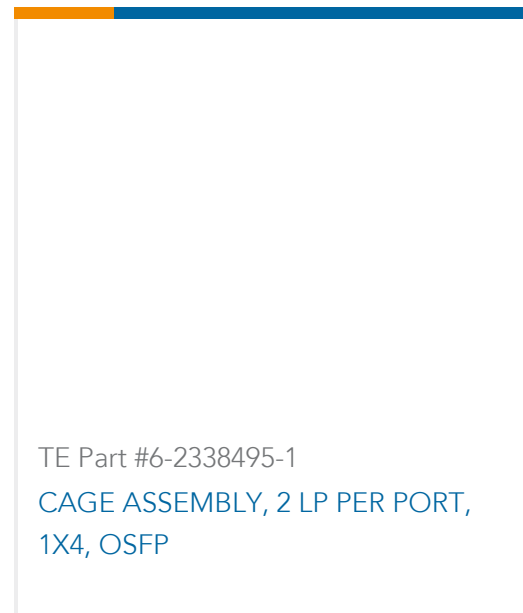 TE Part #6-2338495-1
CAGE ASSEMBLY, 2 LP PER PORT,
1X4, OSFP